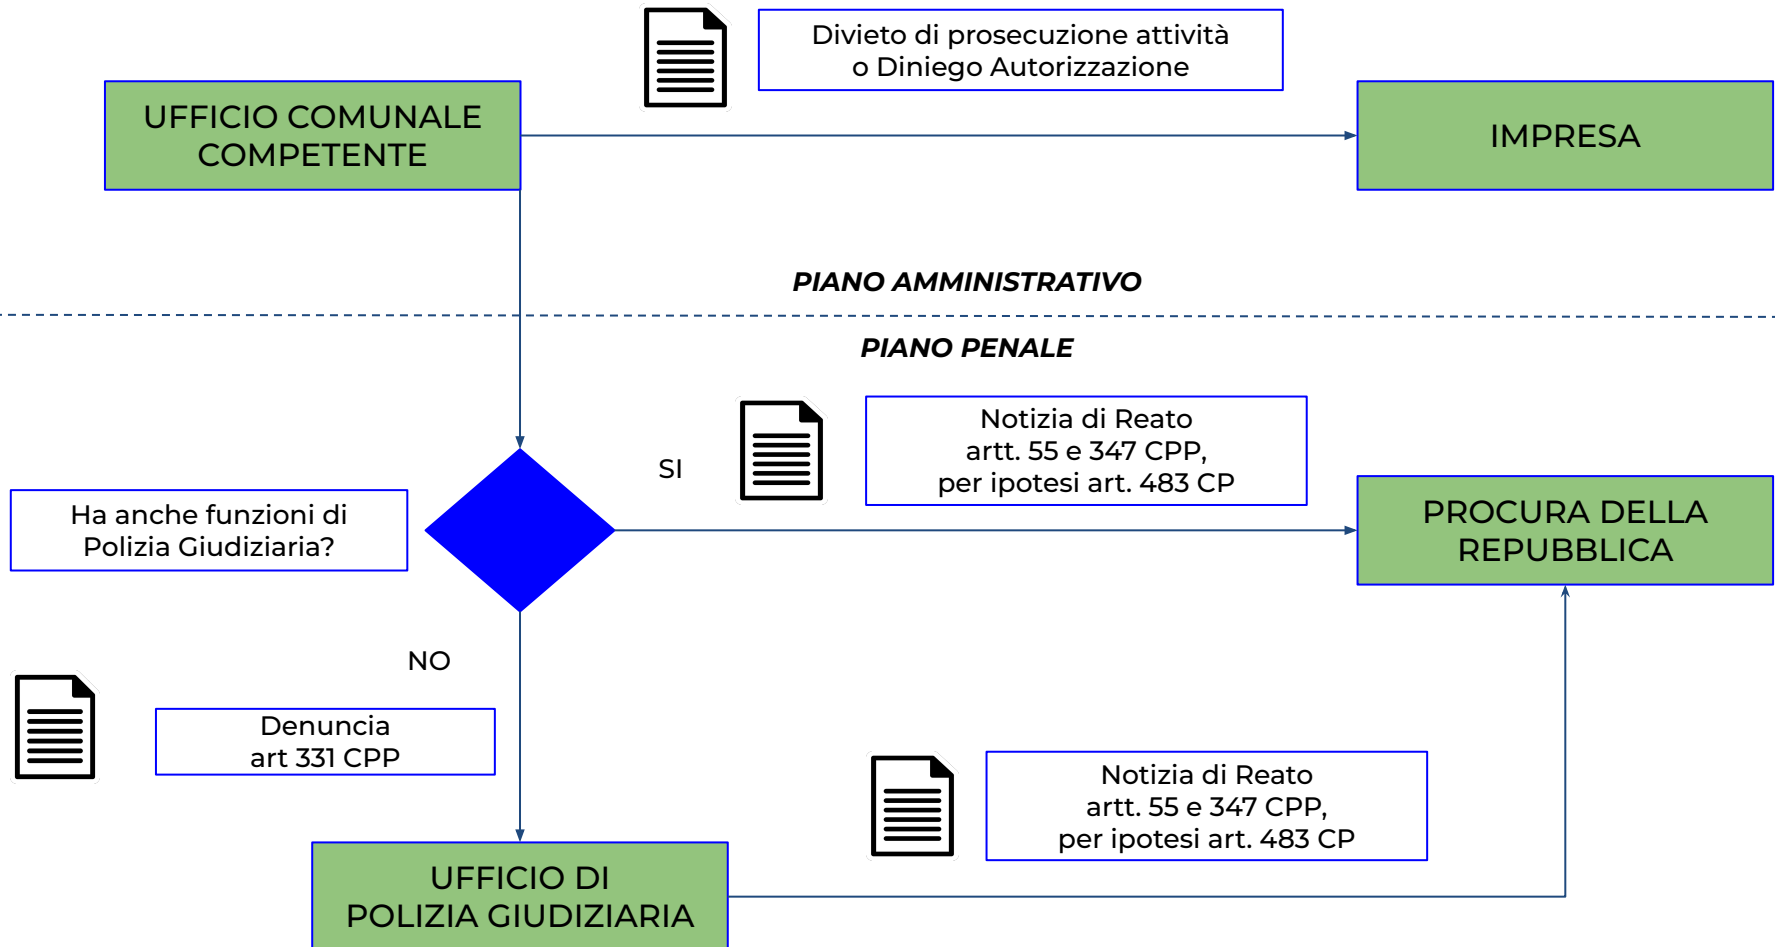 Divieto di prosecuzione attività
o Diniego Autorizzazione
UFFICIO COMUNALE
COMPETENTE
IMPRESA
PIANO AMMINISTRATIVO
PIANO PENALE
Notizia di Reato
artt. 55 e 347 CPP,
per ipotesi art. 483 CP
SI
Ha anche funzioni di
Polizia Giudiziaria?
PROCURA DELLA
REPUBBLICA
NO
Denuncia
art 331 CPP
Notizia di Reato
artt. 55 e 347 CPP,
per ipotesi art. 483 CP
UFFICIO DI
POLIZIA GIUDIZIARIA